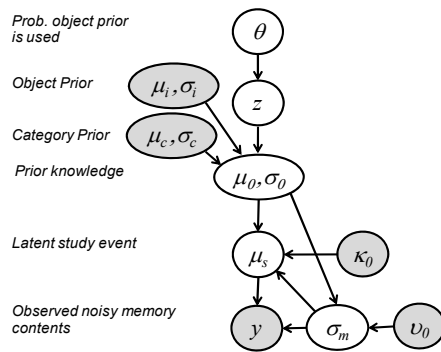 Prob. object prior
is used
θ
Object Prior
μi,σi
z
Category Prior
μc,σc
Prior knowledge
μ0,σ0
Latent study event
μs
κ0
Observed noisy memory
contents
y
σm
υ0